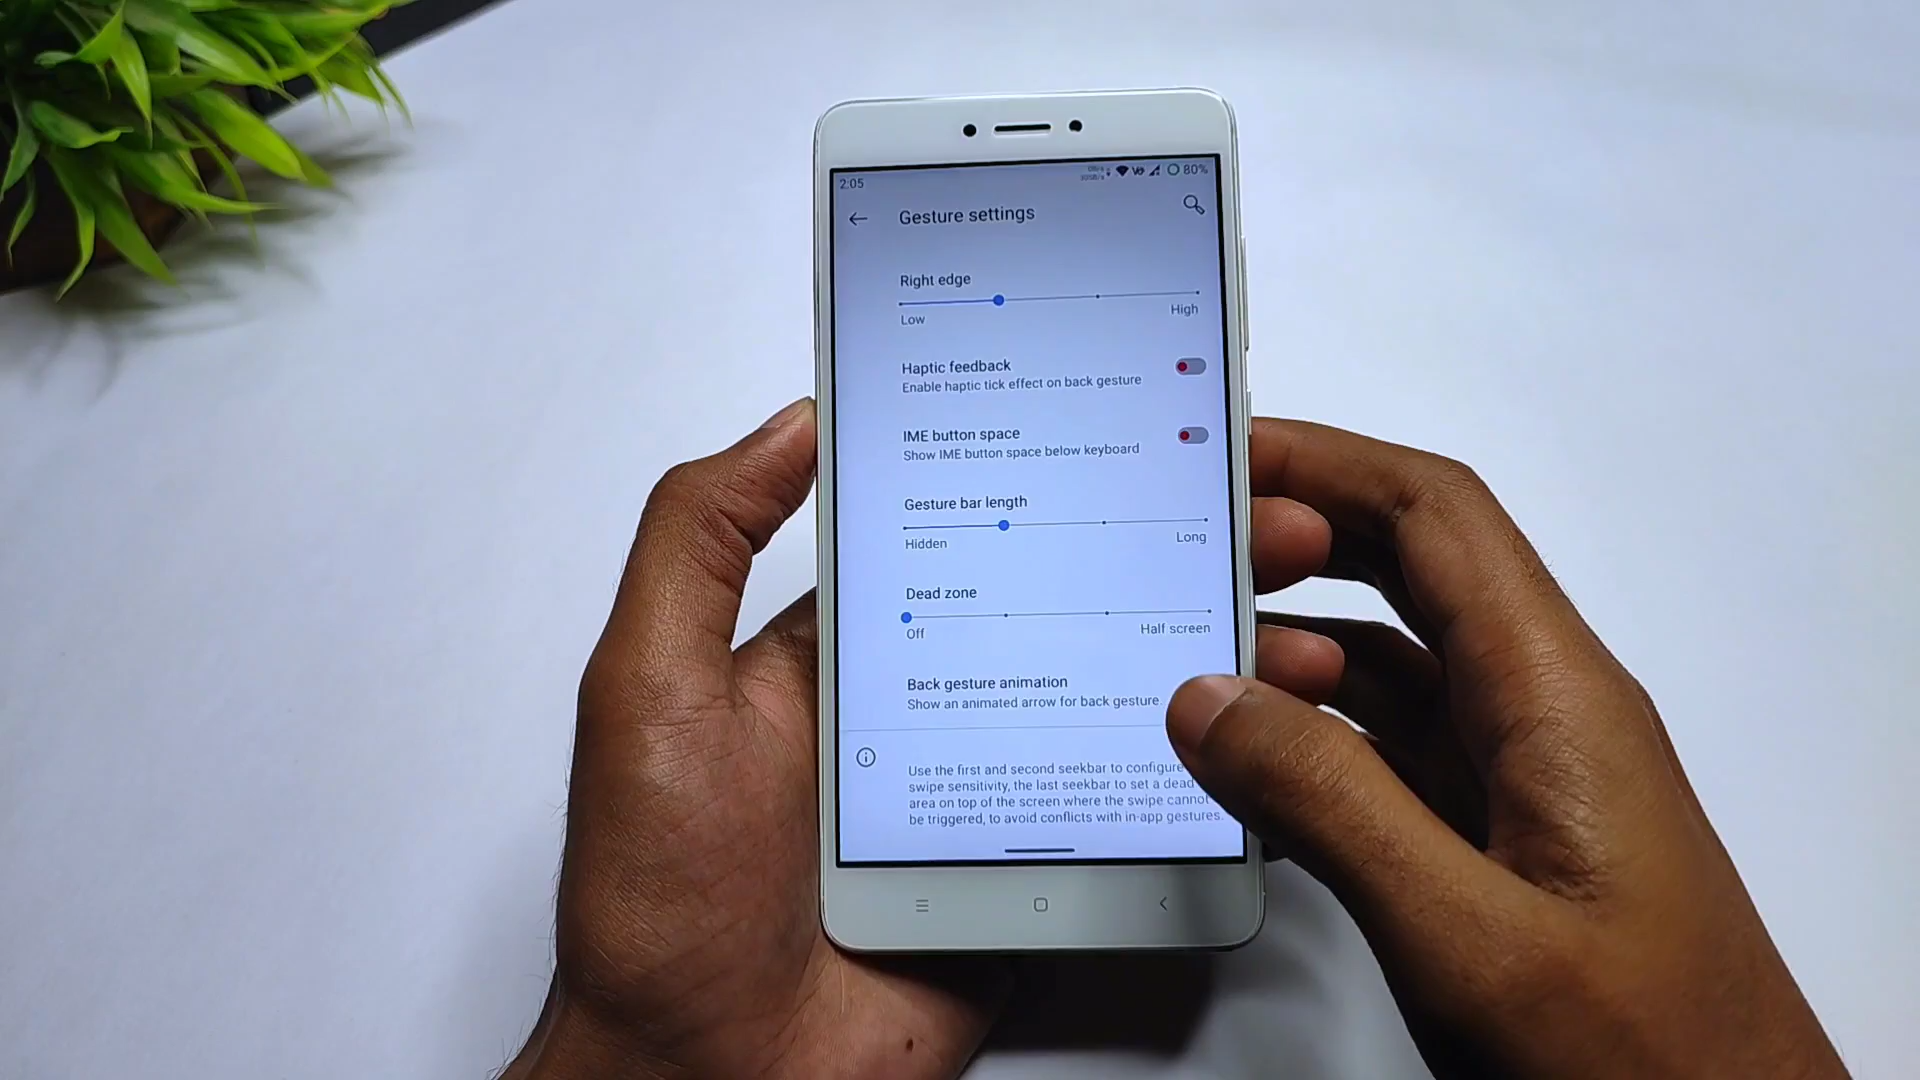 2:05
80%
Gesture settings
Right edge
Low
High
Haptic feedback
Enable haptic tick effect on back gesture
IME button space
Show IME button space below keyboard
Gesture bar length
Hidden
Long
Dead zone
Off
Half screen
Back gesture animation
Show an animated arrow for back gesture
Use the first and second seekbar to configure
swipe sensitivity, the last seekbar to set a dead
area on top of the screen where the swipe cannot
be triggered, to avoid conflicts with in-app gestures.